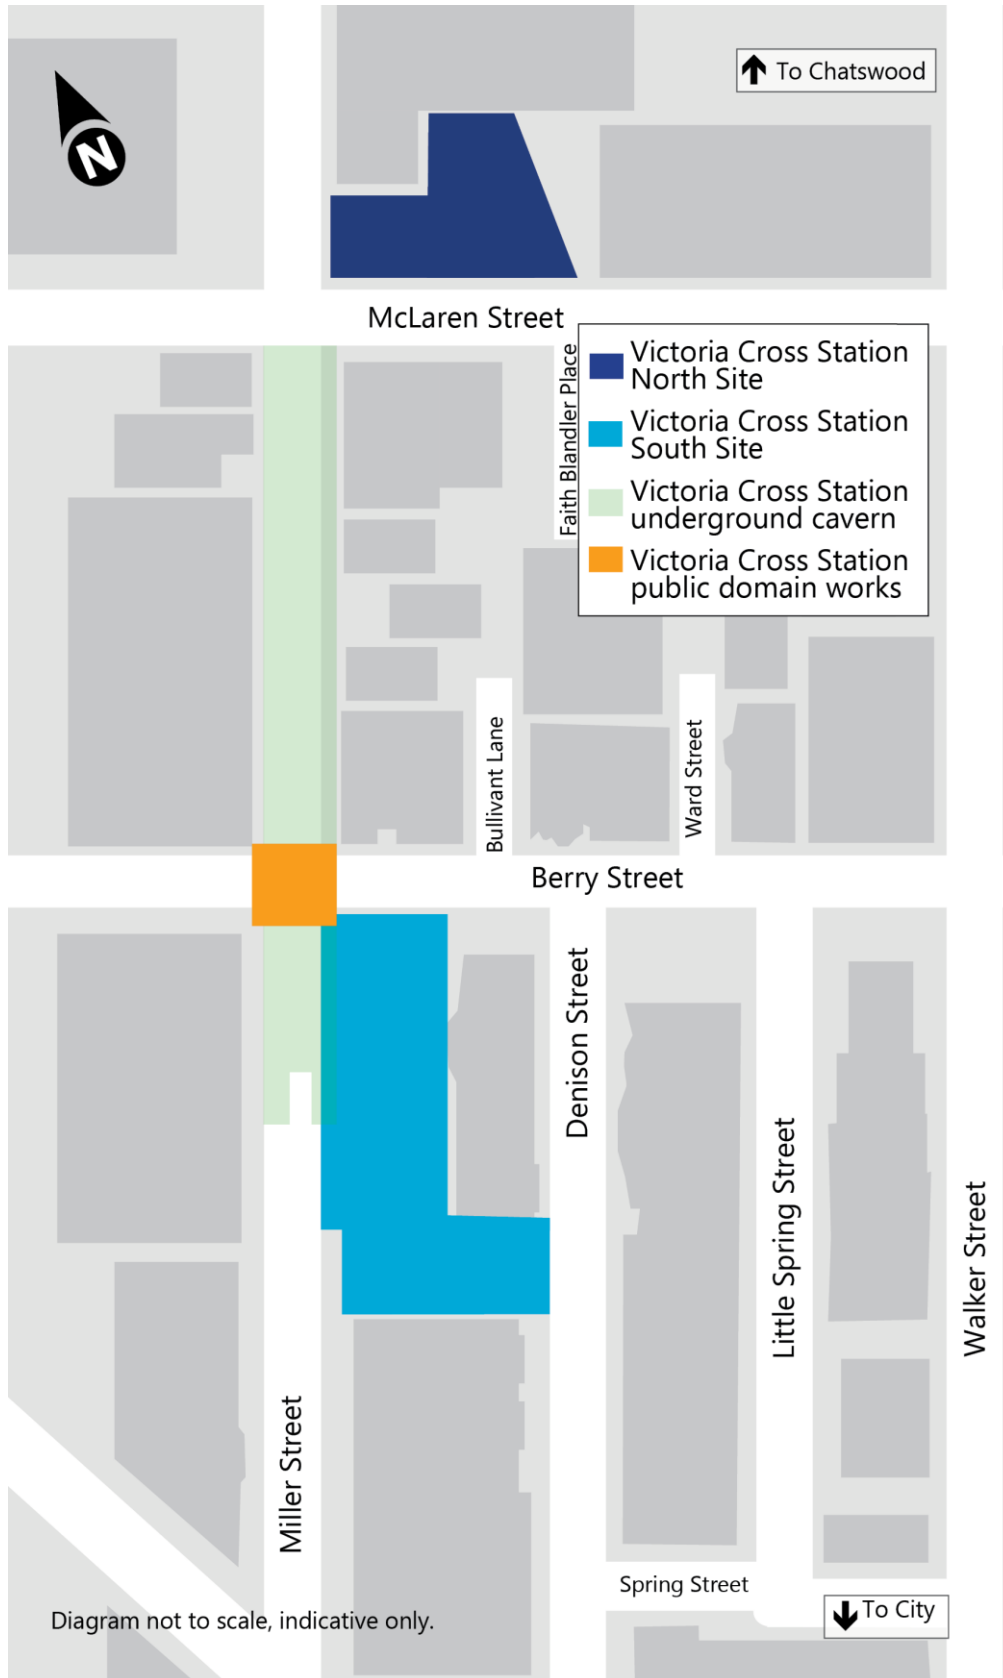 N
To Chatswood
McLaren Street
Victoria Cross Station
North Site
Victoria Cross Station
South Site
Victoria Cross Station
underground cavern
Victoria Cross Station
public domain works
Faith Blandler Place
Bullivant Lane
Ward Street
Berry Street
Denison Street
Little Spring Street
Walker Street
Miller Street
Spring Street
Diagram not to scale, indicative only.
To City